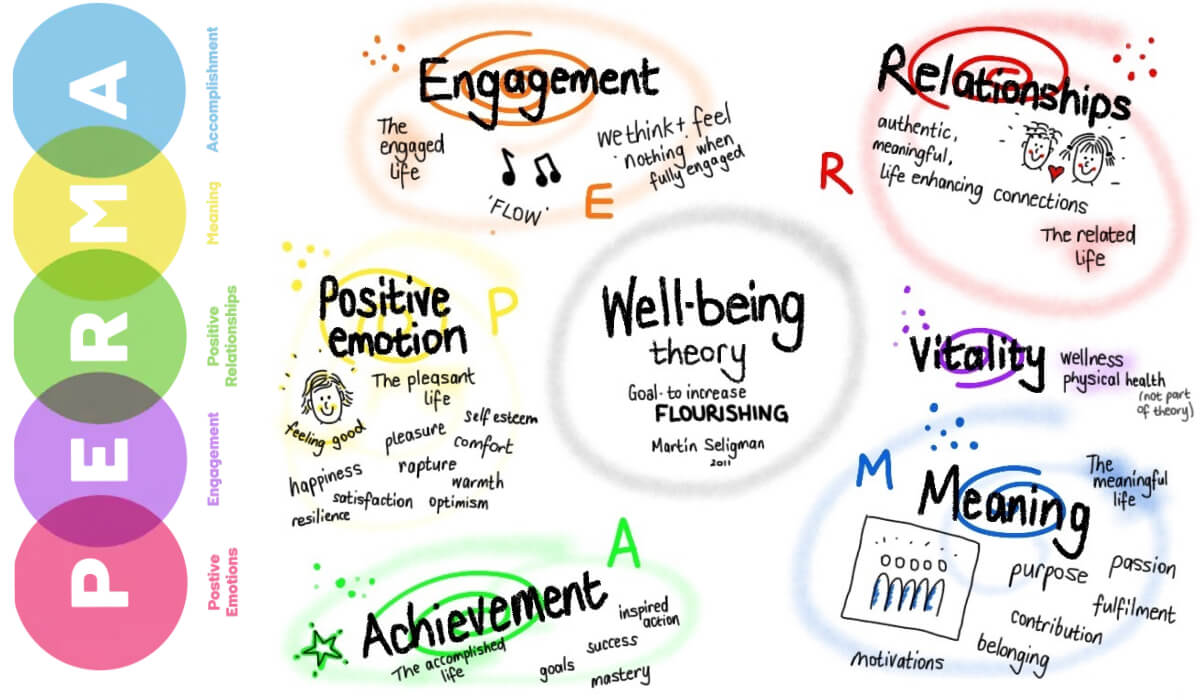 A
M
R
E
P
Accomplishment
Meaning
Positive
Relationships
Engagement
Postive
Emotions
Engagement
The
engaged
life
'FLOW'
we think + feel
'nothing' when
fully engaged
E
Relationships
authentic,
meaningful,
life enhancing connections
The related
life
R
Positive
emotion
P
The pleasant
life
feeling good
self esteem
pleasure
comfort
rapture
happiness
warmth
satisfaction
optimism
resilience
Well-being
theory
Goal - to increase
FLOURISHING
Martin Seligman
2011
Vitality
wellness
physical health
(not part
of theory)
M
Meaning
The
meaningful
life
purpose
passion
fulfilment
contribution
belonging
motivations
A
Achievement
The accomplished
life
inspired
action
success
goals
mastery